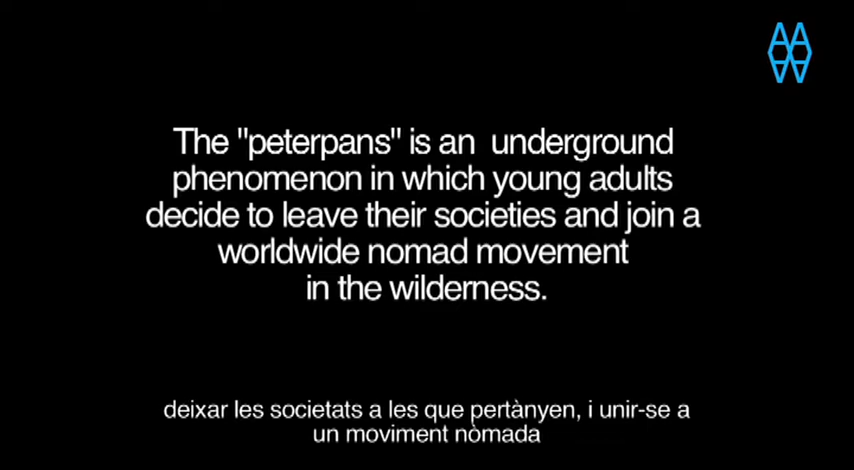 The "peterpans" is an underground
phenomenon in which young adults
decide to leave their societies and join a
worldwide nomad movement
in the wilderness.
deixar les societats a les que pertànyen, i unir-se a
un moviment nòmada